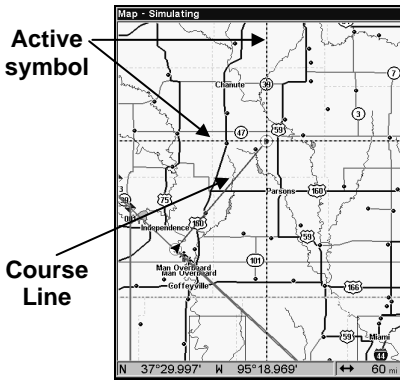 Map - Simulating
Active
symbol
Chanute
39
7
3
59
47
Parsons
160
75
Independence
160
59
Man Overboard
Man Overboard
101
Coffeyville
166
Course
Line
59
Miami
44
N 37°29.997' W 95°18.969' 60 mi